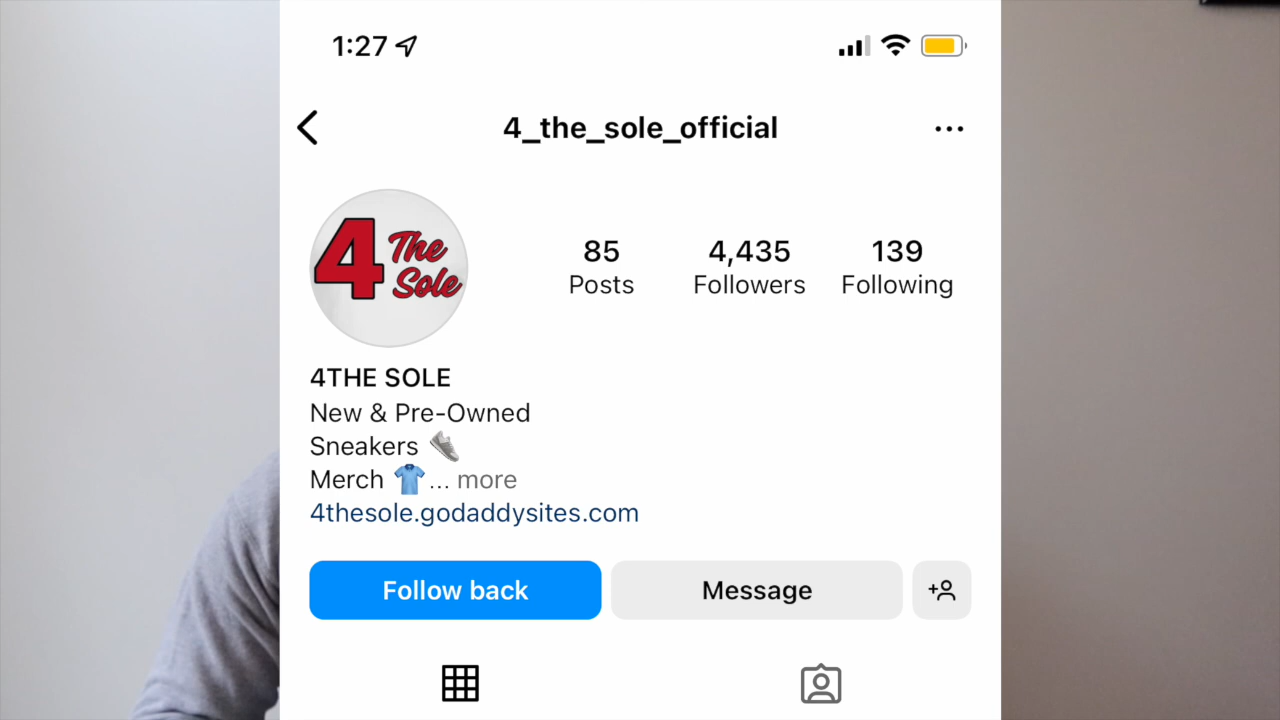 1:27
4_the_sole_official
4 The Sole
85
Posts
4,435
Followers
139
Following
4THE SOLE
New & Pre-Owned
Sneakers 👟
Merch 👕... more
4thesole.godaddysites.com
Follow back
Message